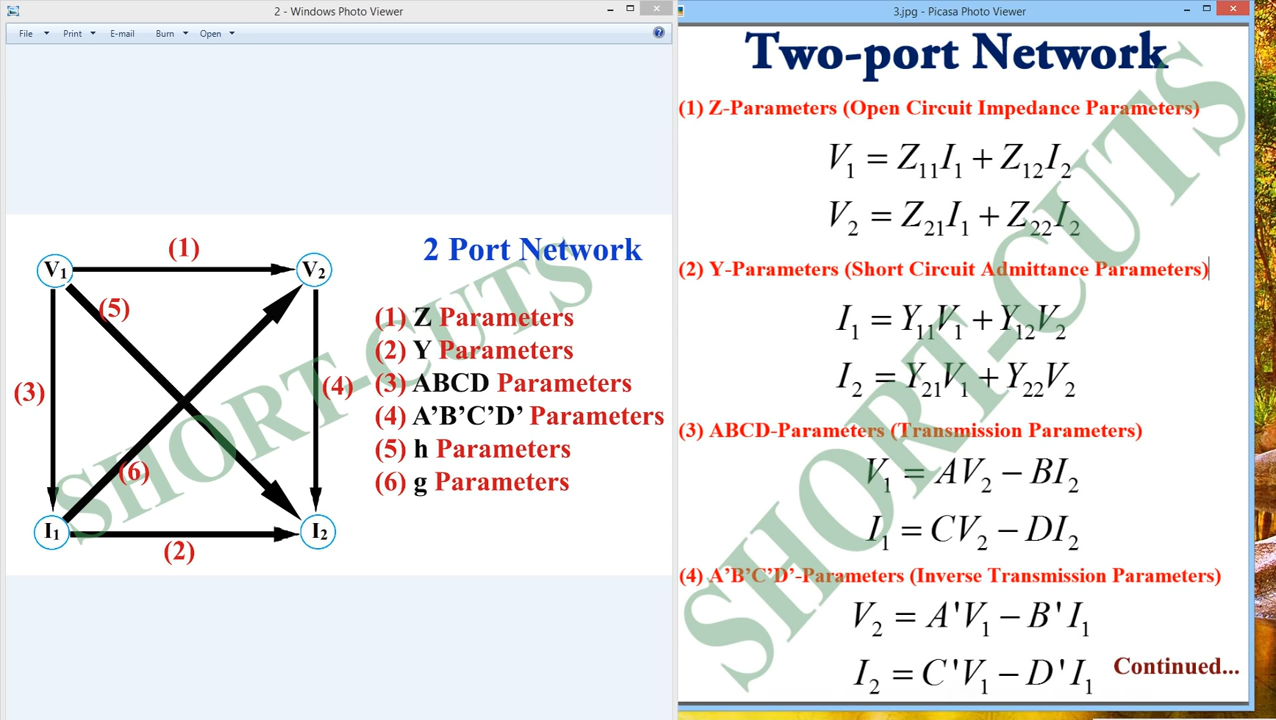 2 - Windows Photo Viewer
File Print E-mail Burn Open
(1)
V₁ V₂
(5)
(3) (4)
(6)
I₁ I₂
(2)
2 Port Network
(1) Z Parameters
(2) Y Parameters
(3) ABCD Parameters
(4) A’B’C’D’ Parameters
(5) h Parameters
(6) g Parameters
SHORT-CUTS
3.jpg - Picasa Photo Viewer
Two-port Network
(1) Z-Parameters (Open Circuit Impedance Parameters)
V₁ = Z₁₁I₁ + Z₁₂I₂
V₂ = Z₂₁I₁ + Z₂₂I₂
(2) Y-Parameters (Short Circuit Admittance Parameters)
I₁ = Y₁₁V₁ + Y₁₂V₂
I₂ = Y₂₁V₁ + Y₂₂V₂
(3) ABCD-Parameters (Transmission Parameters)
V₁ = AV₂ − BI₂
I₁ = CV₂ − DI₂
(4) A’B’C’D’-Parameters (Inverse Transmission Parameters)
V₂ = A'V₁ − B'I₁
I₂ = C'V₁ − D'I₁
Continued...
SHORT-CUTS